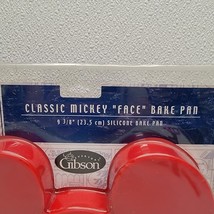 CLASSIC MICKEY "FACE" BAKE PAN
9 7/8" (23.5 cm) SILICONE BAKE PAN
Gibson